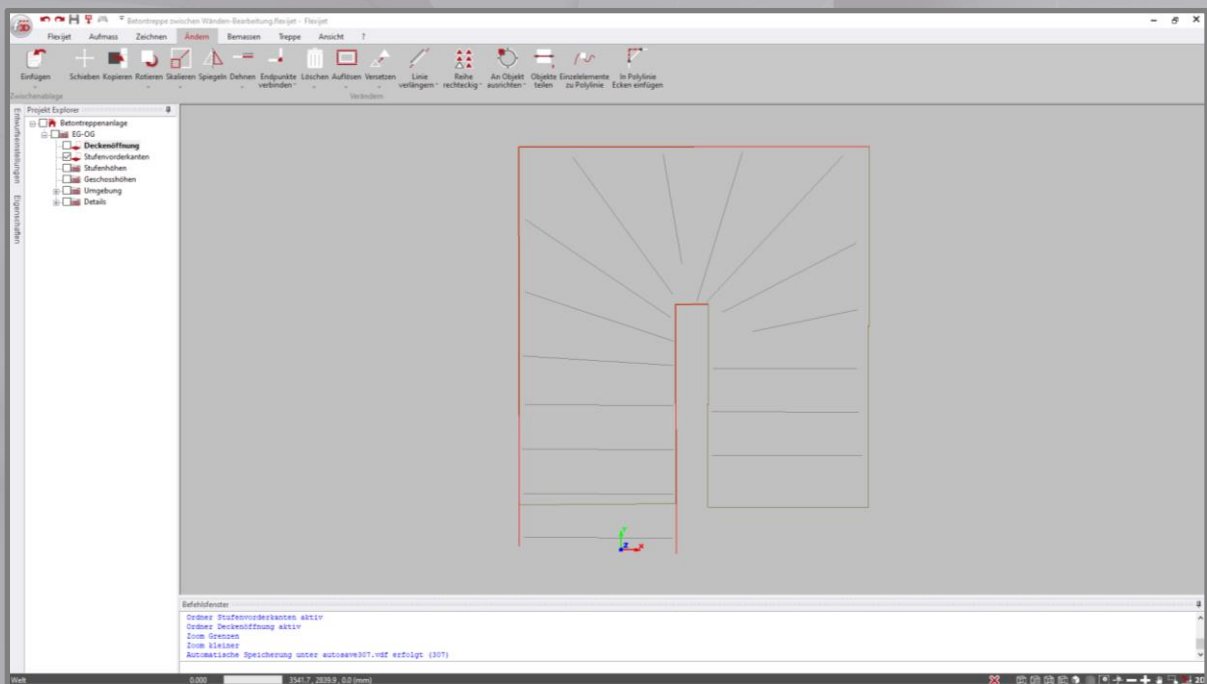 Betontreppe zwischen Wänden-Bearbeitung.flexijet - Flexijet
Flexijet Aufmass Zeichnen Ändern Bemassen Treppe Ansicht ?
Einfügen Schieben Kopieren Rotieren Skalieren Spiegeln Dehnen Endpunkte verbinden Löschen Auflösen Versetzen Linie verlängern Reihe rechteckig An Objekt ausrichten Objekte teilen Einzelelemente zu Polylinie In Polylinie Ecken einfügen
Zwischenablage Verändern
Entwurfseinstellungen
Eigenschaften
Projekt Explorer
Betontreppenanlage
EG-OG
Deckenöffnung
Stufenvorderkanten
Stufenhöhen
Geschosshöhen
Umgebung
Details
Y
Z X
Befehlsfenster
Ordner Stufenvorderkanten aktiv
Ordner Deckenöffnung aktiv
Zoom Grenzen
Zoom kleiner
Automatische Speicherung unter autosave307.vdf erfolgt (307)
Welt 0.000 3541.7 , 2839.9 , 0.0 (mm) 2D